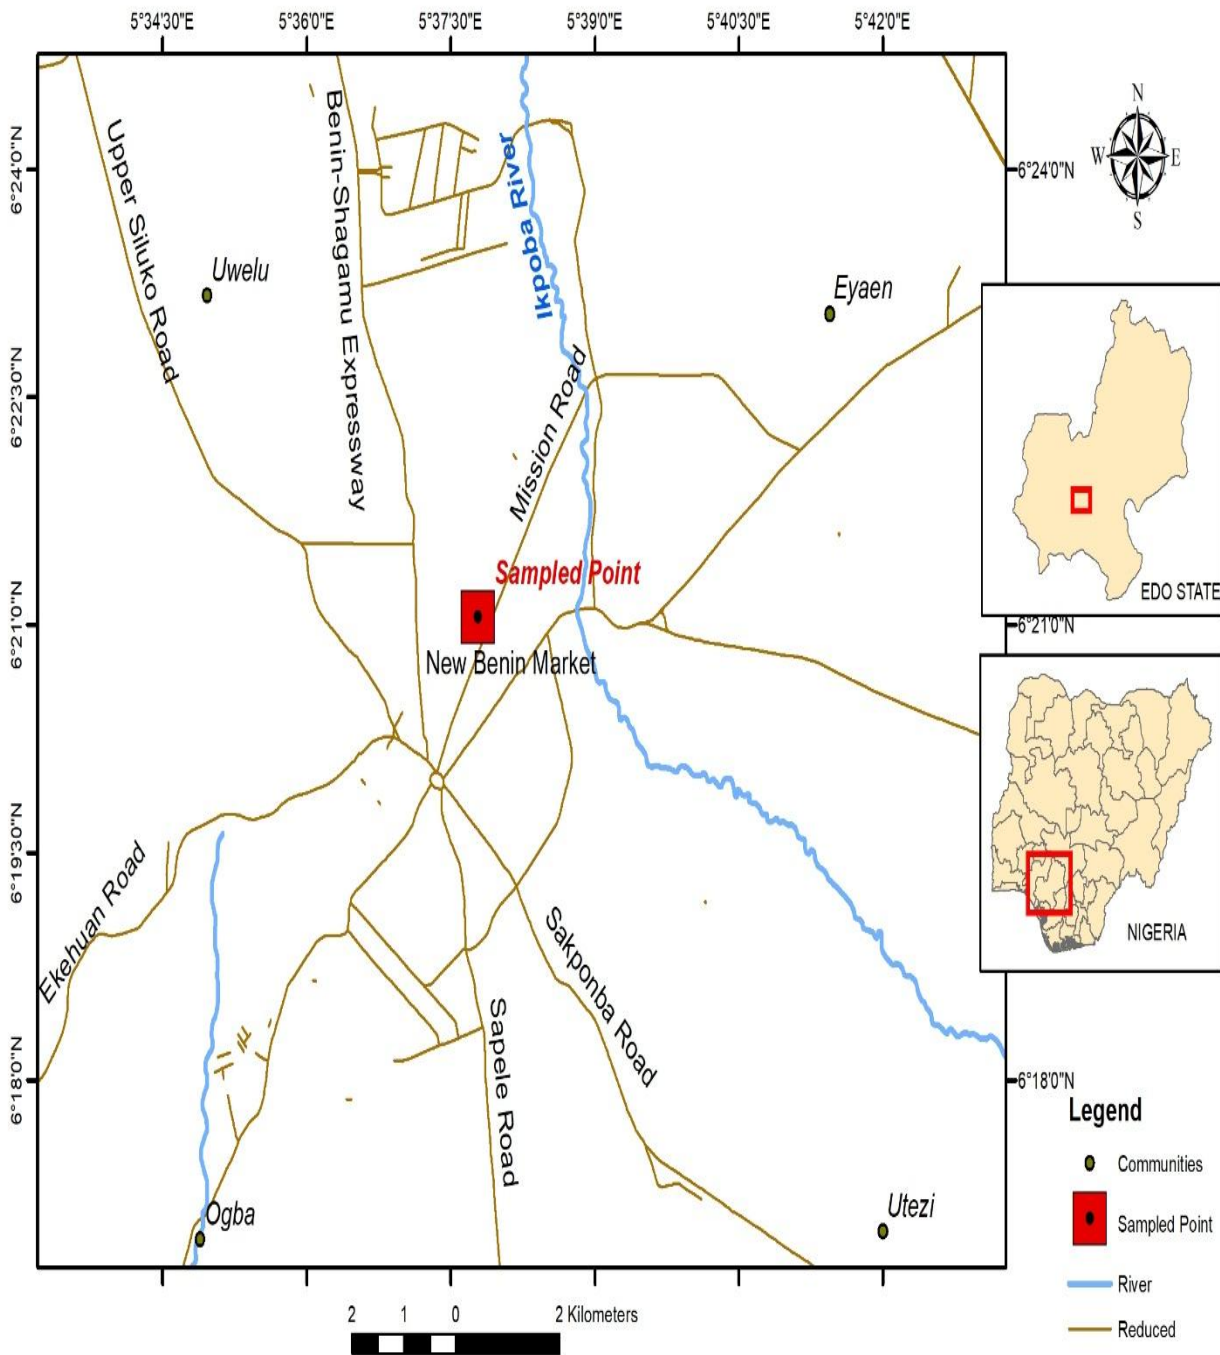 5°34'30"E 5°36'0"E 5°37'30"E 5°39'0"E 5°40'30"E 5°42'0"E
6°24'0"N
6°22'30"N
6°21'0"N
6°19'30"N
6°18'0"N
6°24'0"N
6°21'0"N
6°18'0"N
N
W E
S
Upper Siluko Road
Benin-Shagamu Expressway
Ikpoba River
Uwelu
Eyaen
Mission Road
Sampled Point
New Benin Market
Ekehuan Road
Sakponba Road
Sapele Road
Ogba
Utezi
EDO STATE
NIGERIA
Legend
Communities
Sampled Point
River
Reduced
2 1 0 2 Kilometers